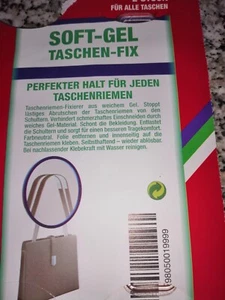 FÜR ALLE TASCHEN
SOFT-GEL
TASCHEN-FIX
PERFEKTER HALT FÜR JEDEN
TASCHENRIEMEN
Taschenriemen-Fixierer aus weichem Gel. Stoppt
lästiges Abrutschen der Taschenriemen von den
Schultern. Verhindert schmerzhaftes Einschneiden durch
weiches Gel-Material. Schont die Bekleidung. Entlastet
die Schultern und sorgt für einen besseren Tragekomfort.
Farbneutral. Folie entfernen und innenseitig auf die
Taschenriemen kleben. Selbsthaftend – wieder ablösbar.
Bei nachlassender Klebekraft mit Wasser reinigen.
98050019999